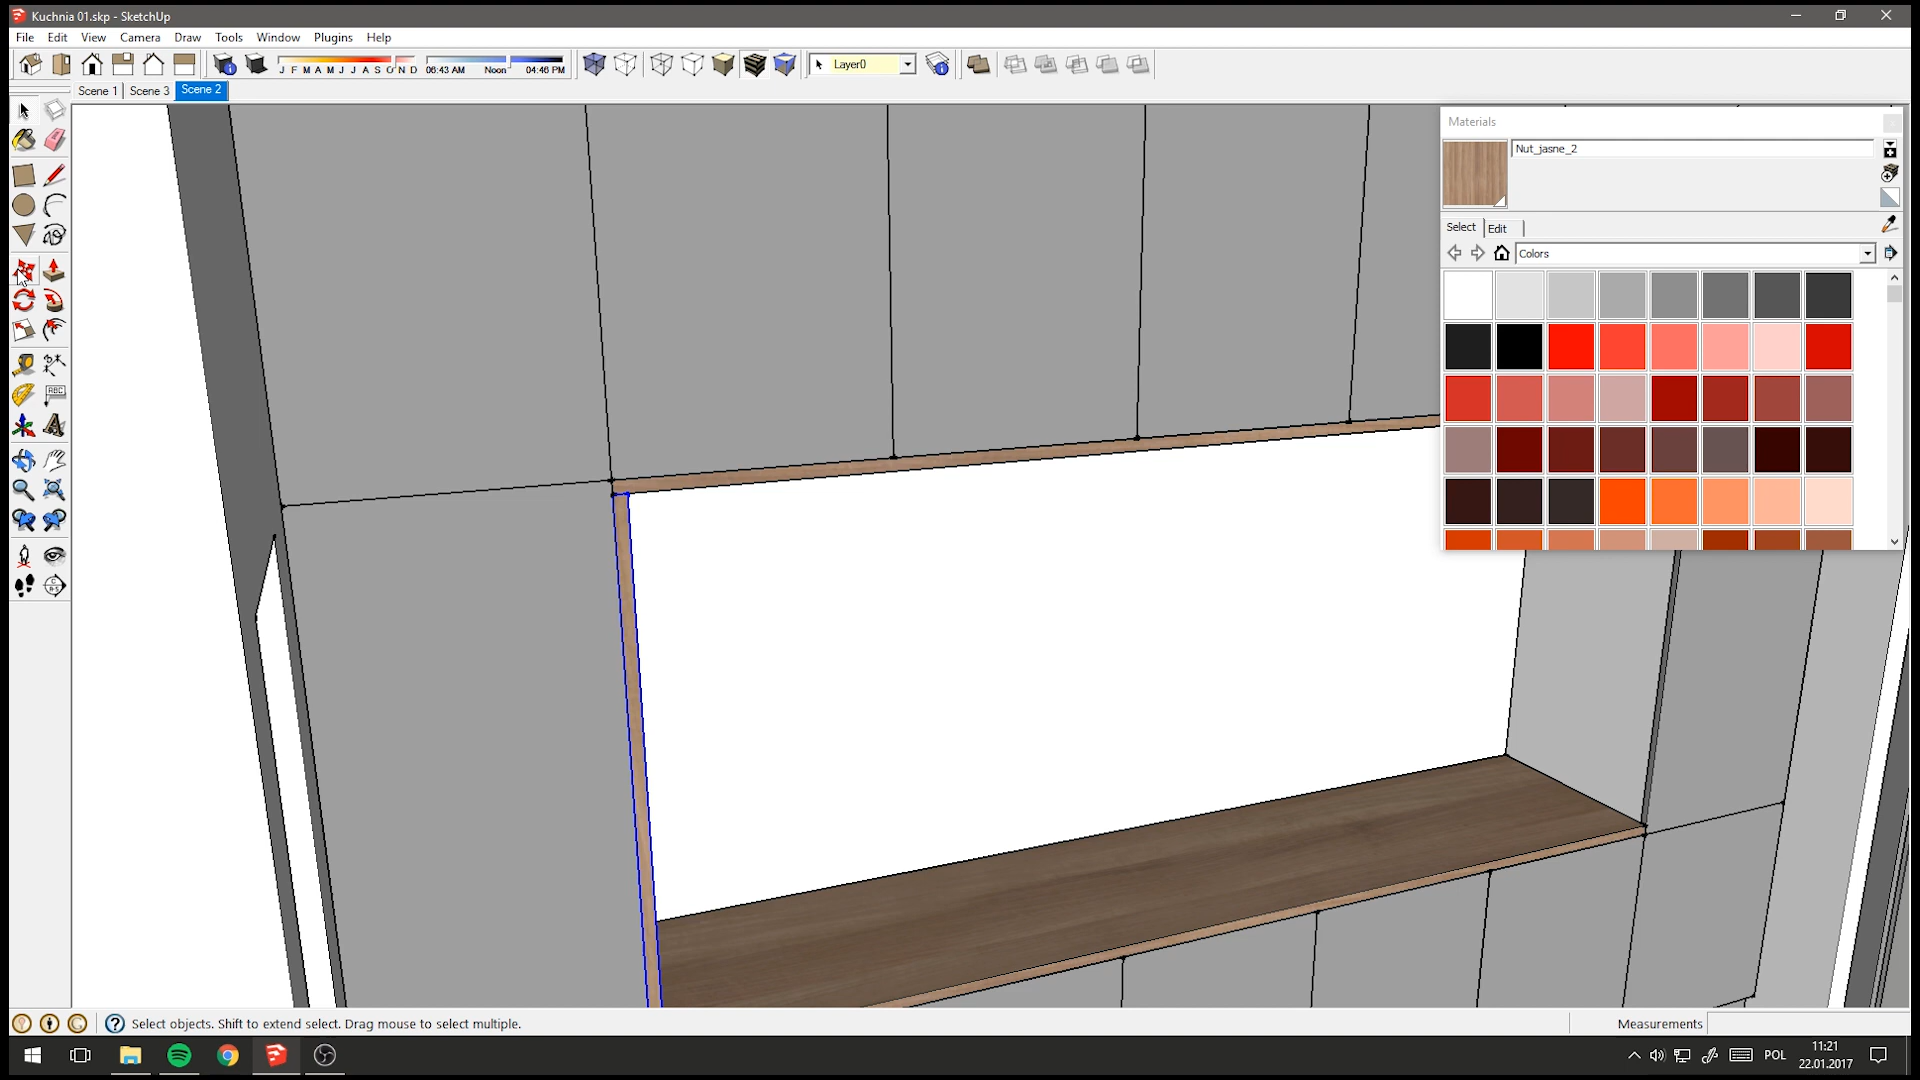 Kuchnia 01.skp - SketchUp
File Edit View Camera Draw Tools Window Plugins Help
J F M A M J J A S O N D 06:43 AM Noon 04:46 PM Layer0
Scene 1 Scene 3 Scene 2
Materials
Nut_jasne_2
Select Edit
Colors
ABC
Select objects. Shift to extend select. Drag mouse to select multiple.
Measurements
POL
11:21
22.01.2017